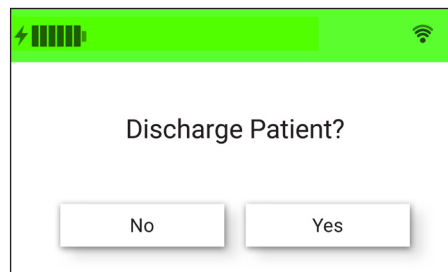 Discharge Patient?
No
Yes